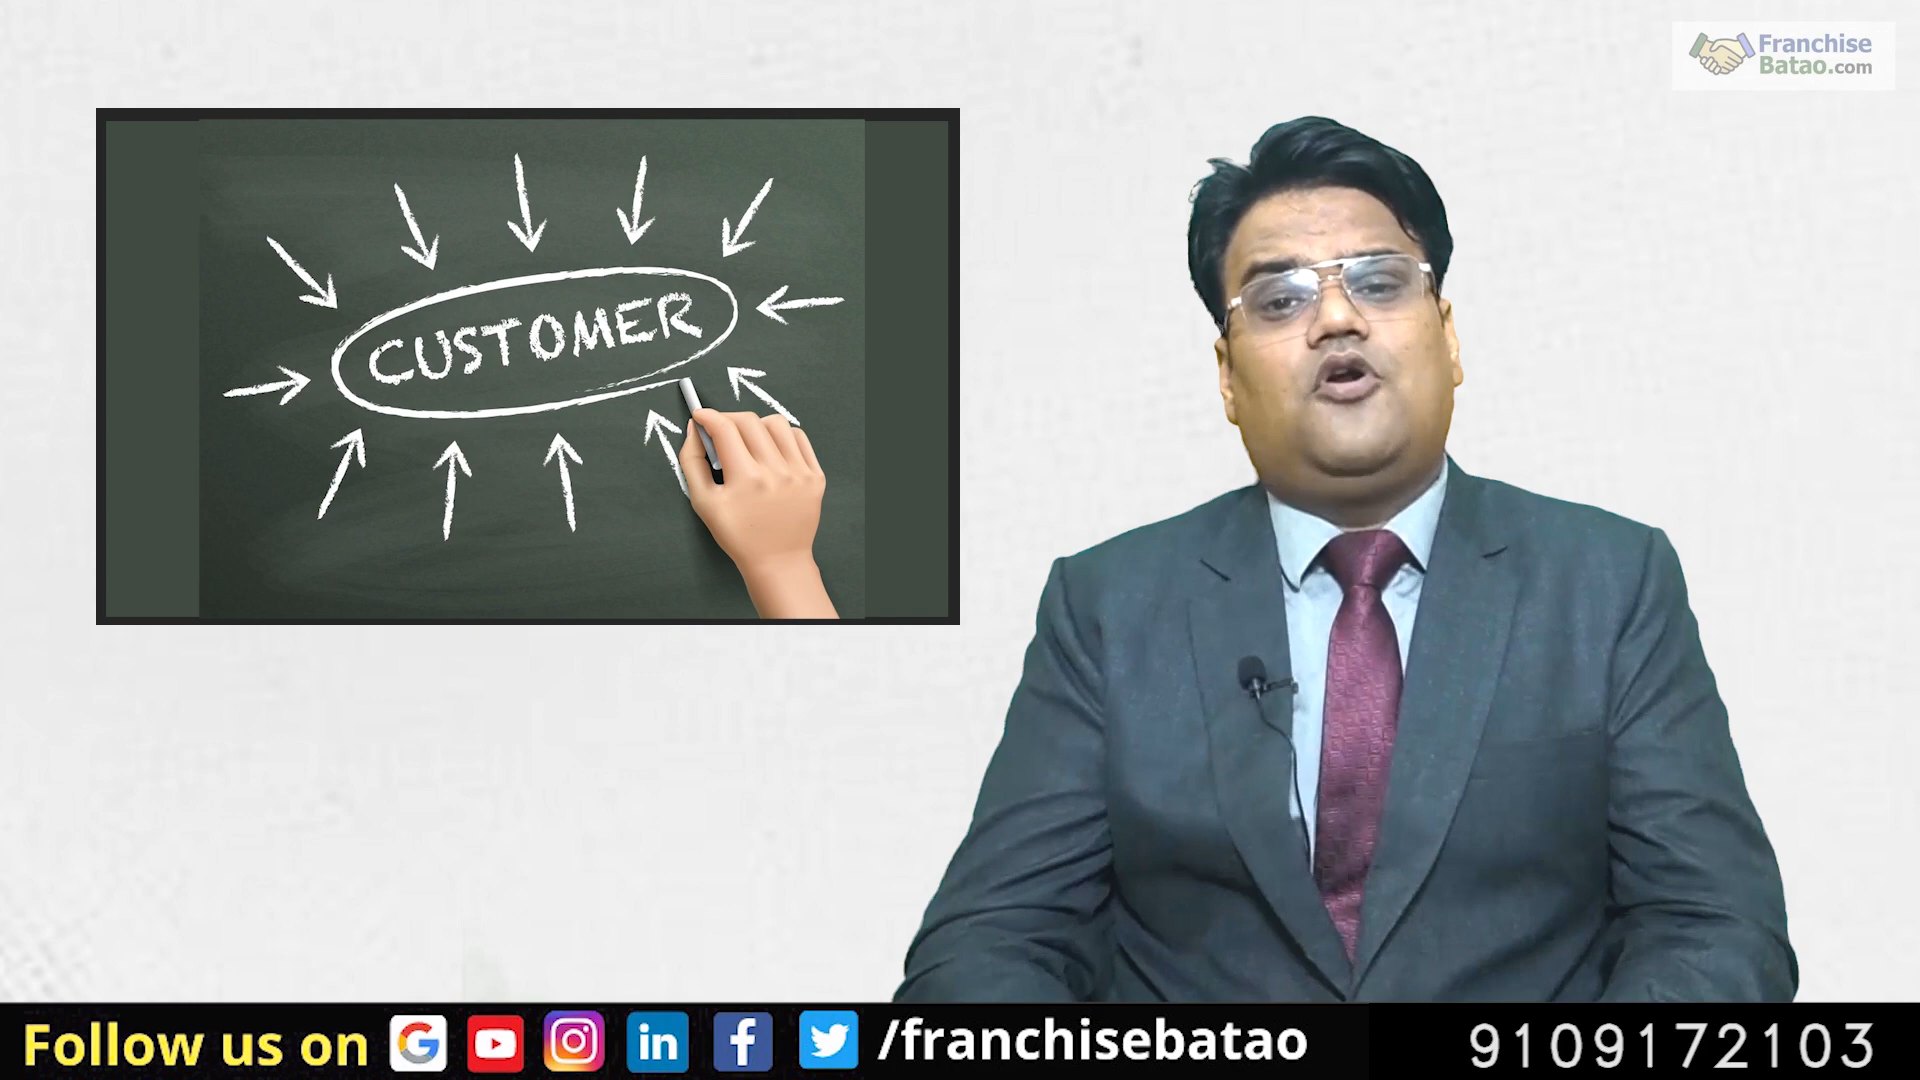 Franchise
Batao.com
CUSTOMER
Follow us on /franchisebatao
9109172103